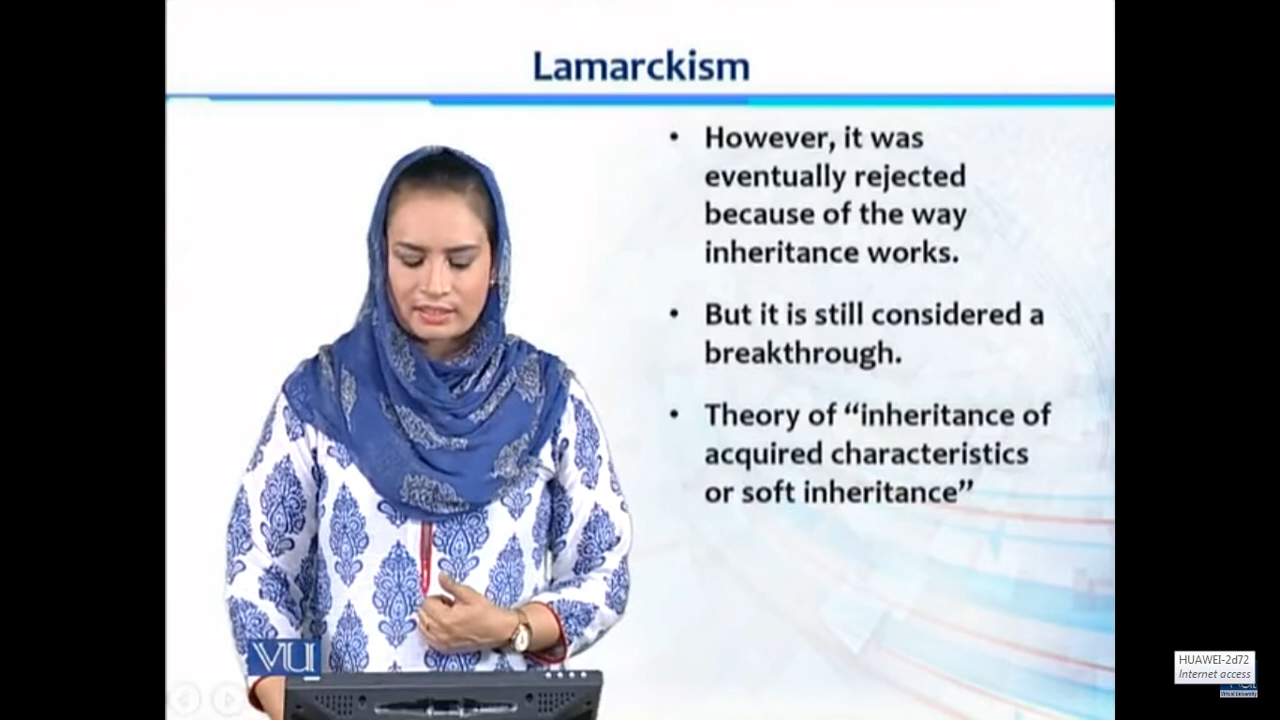 Lamarckism
• However, it was
eventually rejected
because of the way
inheritance works.
• But it is still considered a
breakthrough.
• Theory of “inheritance of
acquired characteristics
or soft inheritance”
VU
HUAWEI-2d72
Internet access